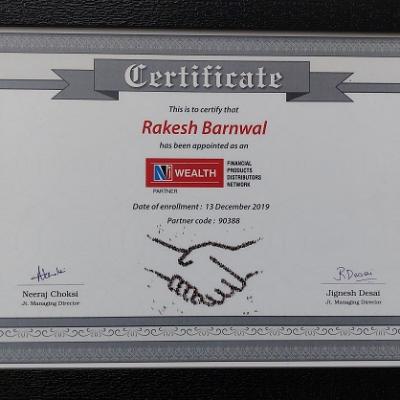 Certificate
This is to certify that
Rakesh Barnwal
has been appointed as an
NJ WEALTH
PARTNER
FINANCIAL
PRODUCTS
DISTRIBUTORS
NETWORK
Date of enrollment : 13 December 2019
Partner code : 90388
Neeraj Choksi
Jt. Managing Director
Jignesh Desai
Jt. Managing Director